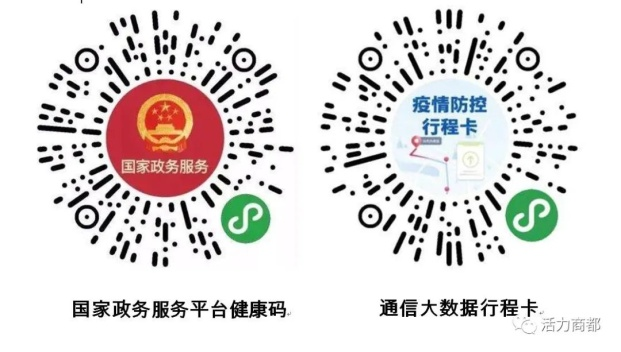 国家政务服务
疫情防控
行程卡
国家政务服务平台健康码
通信大数据行程卡
活力商都